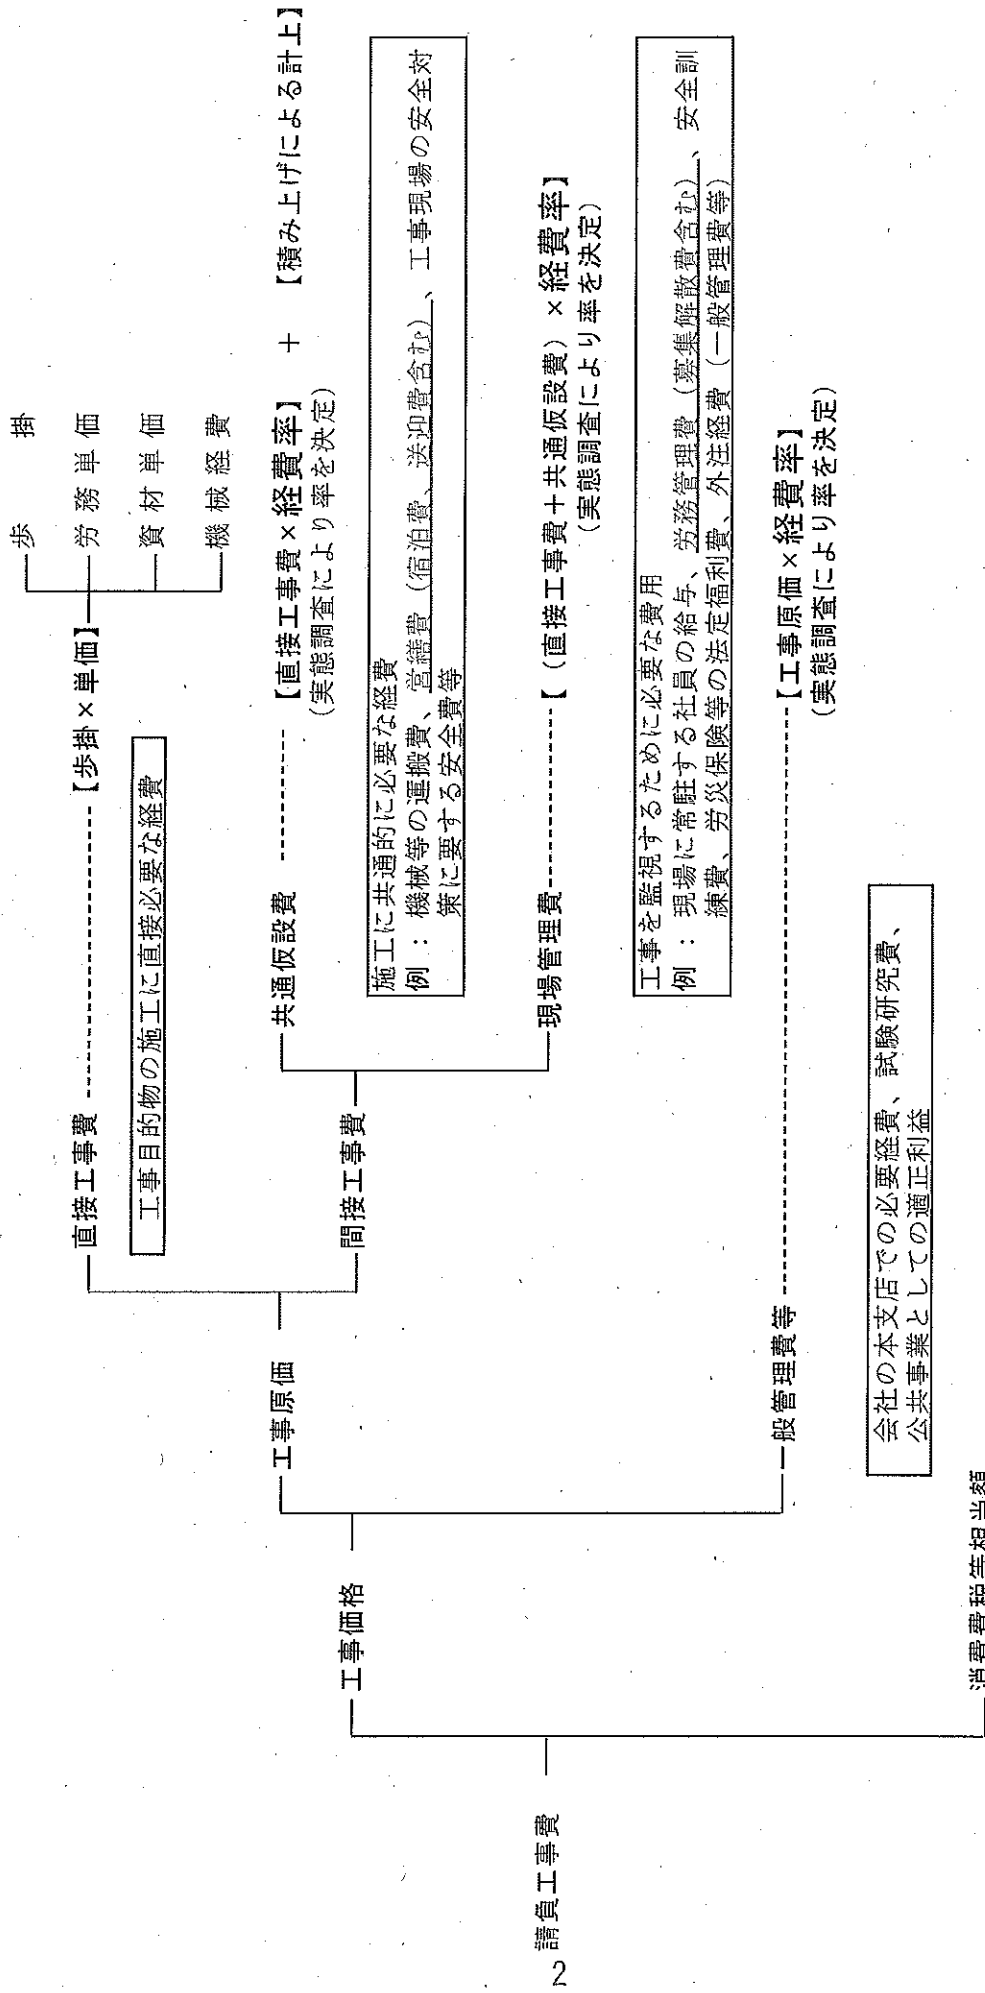 請負工事費
工事価格
消費税等相当額
工事原価
一般管理費等 【工事原価×経費率】
(実態調査により率を決定)
会社の本支店での必要経費、試験研究費、
公共事業としての適正利益
直接工事費 【歩掛×単価】
歩掛
労務単価
資材単価
機械経費
工事目的物の施工に直接必要な経費
間接工事費
共通仮設費 【直接工事費×経費率】 + 【積み上げによる計上】
(実態調査により率を決定)
施工に共通的に必要な経費
例:機械等の運搬費、営繕費(宿泊費、送迎費含む)、工事現場の安全対
策に要する安全費等
現場管理費 【(直接工事費+共通仮設費)×経費率】
(実態調査により率を決定)
工事を監視するために必要な費用
例:現場に常駐する社員の給与、労務管理費(募集解散費含む)、安全訓
練費、労災保険等の法定福利費、外注経費(一般管理費等)
2